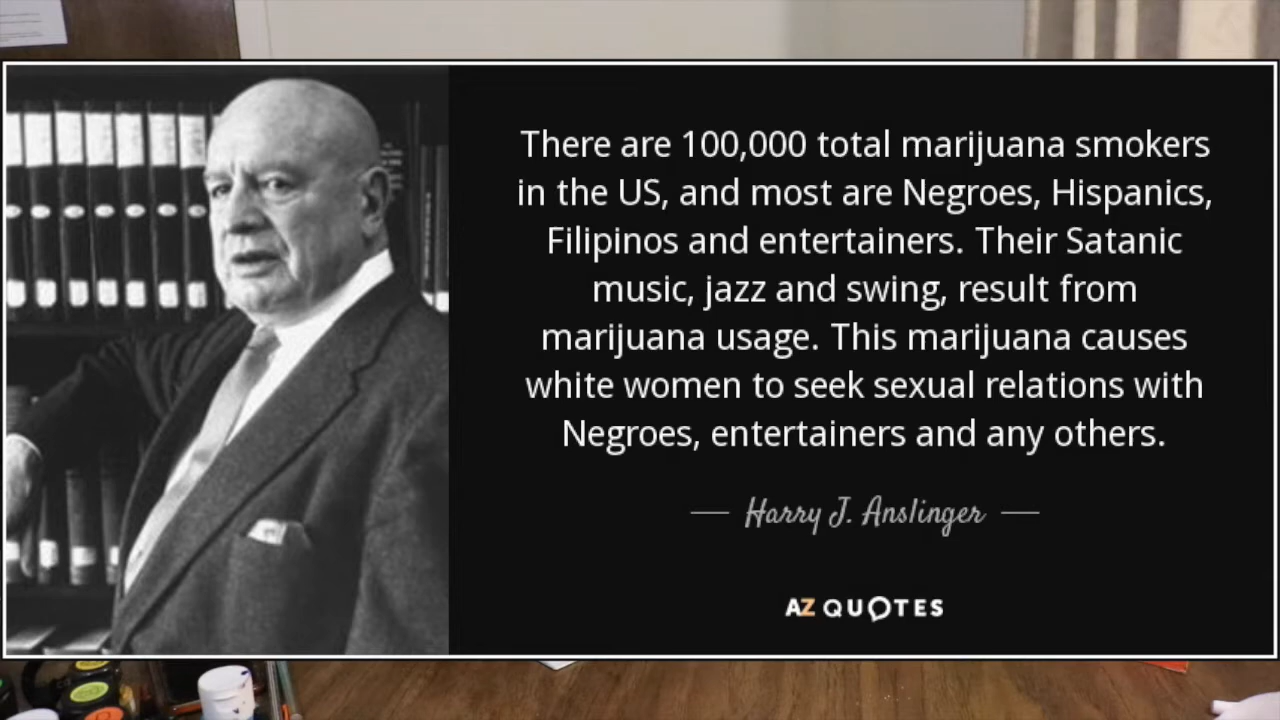 There are 100,000 total marijuana smokers
in the US, and most are Negroes, Hispanics,
Filipinos and entertainers. Their Satanic
music, jazz and swing, result from
marijuana usage. This marijuana causes
white women to seek sexual relations with
Negroes, entertainers and any others.
Harry J. Anslinger
AZ QUOTES